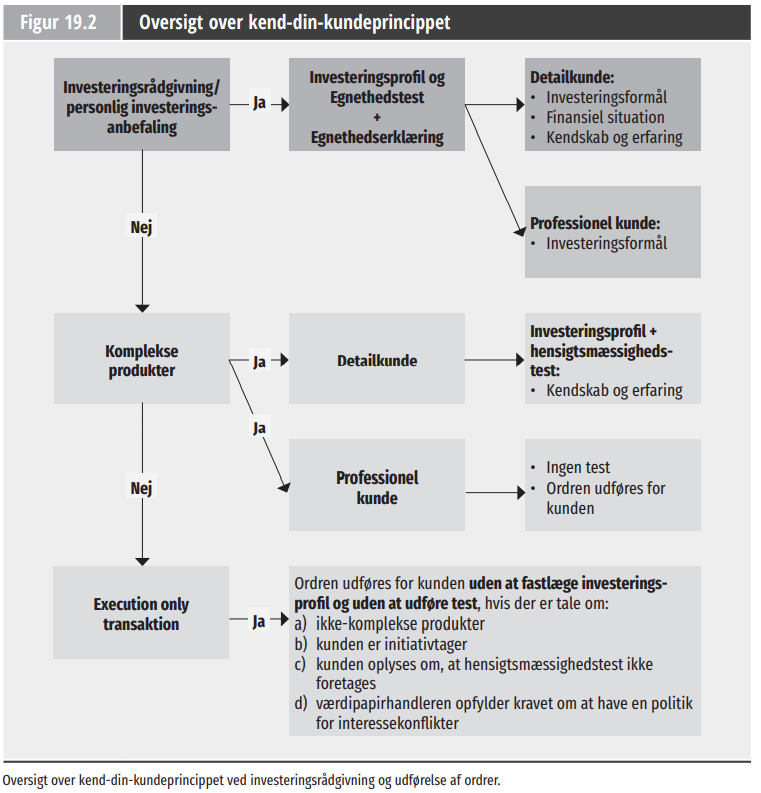 Figur 19.2
Oversigt over kend-din-kundeprincippet
Investeringsrådgivning/
personlig investerings-
anbefaling
Ja
Investeringsprofil og
Egnethedstest
+
Egnethedserklæring
Detailkunde:
• Investeringsformål
• Finansiel situation
• Kendskab og erfaring
Professionel kunde:
• Investeringsformål
Nej
Komplekse
produkter
Ja
Detailkunde
Investeringsprofil +
hensigtsmæssigheds-
test:
• Kendskab og erfaring
Ja
Professionel
kunde
• Ingen test
• Ordren udføres for
kunden
Nej
Execution only
transaktion
Ja
Ordren udføres for kunden uden at fastlæge investerings-
profil og uden at udføre test, hvis der er tale om:
a) ikke-komplekse produkter
b) kunden er initiativtager
c) kunden oplyses om, at hensigtsmæssighedstest ikke
foretages
d) værdipapirhandleren opfylder kravet om at have en politik
for interessekonflikter
Oversigt over kend-din-kundeprincippet ved investeringsrådgivning og udførelse af ordrer.